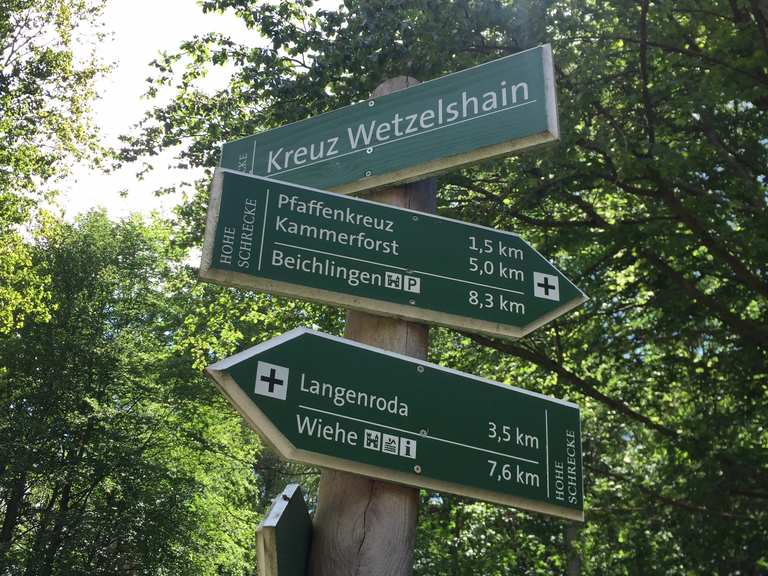 Kreuz Wetzelshain
HOHE
SCHRECKE
Pfaffenkreuz 1,5 km
Kammerforst 5,0 km
Beichlingen P 8,3 km
Langenroda 3,5 km
Wiehe i 7,6 km
HOHE
SCHRECKE